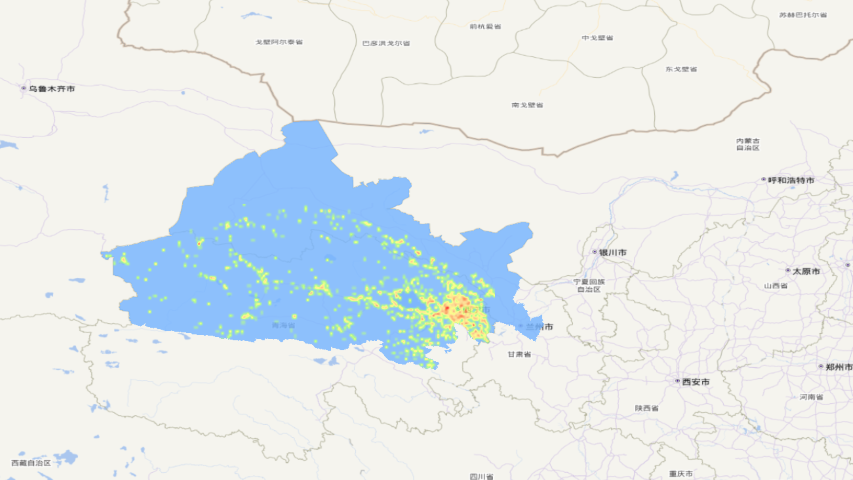 苏赫巴托尔省
前杭爱省
中戈壁省
戈壁阿尔泰省
巴彦洪戈尔省
东戈壁省
乌鲁木齐市
南戈壁省
内蒙古
自治区
呼和浩特市
银川市
太原市
宁夏回族
自治区
山西省
青海省
兰州市
甘肃省
郑州市
西安市
河南省
陕西省
西藏自治区
四川省
重庆市